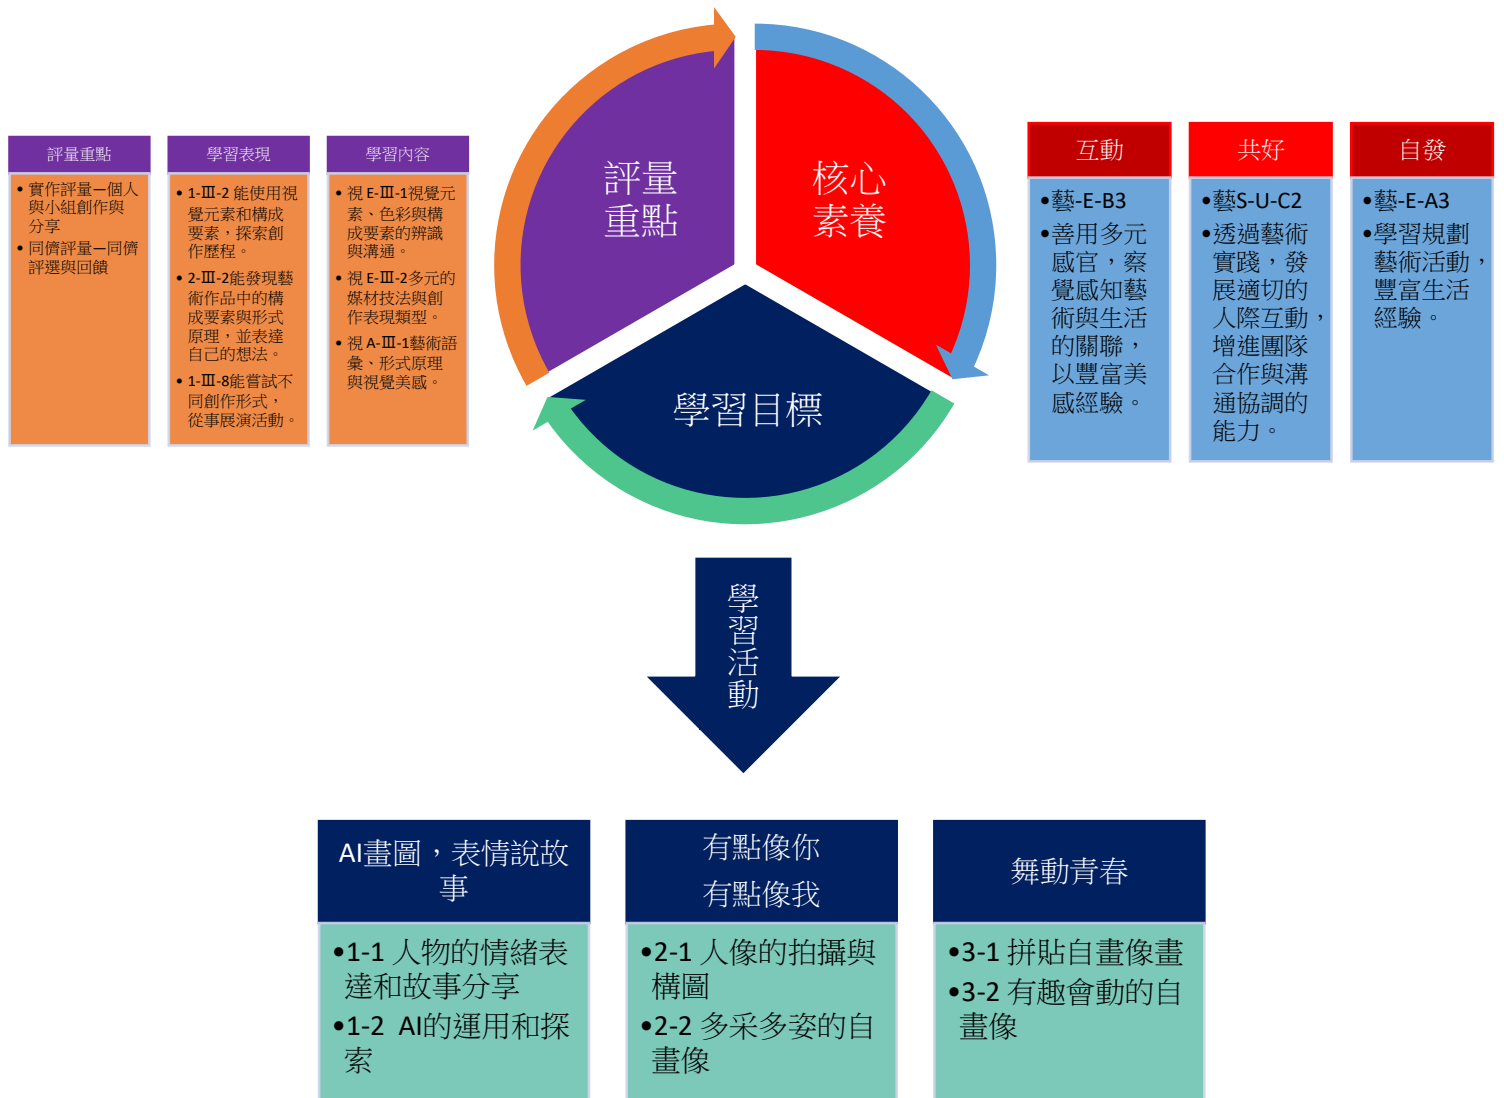 評量重點
實作評量—個人
與小組創作與
分享
同儕評量—同儕
評選與回饋
學習表現
1-Ⅲ-2 能使用視
覺元素和構成
要素，探索創
作歷程。
2-Ⅲ-2能發現藝
術作品中的構
成要素與形式
原理，並表達
自己的想法。
1-Ⅲ-8能嘗試不
同創作形式，
從事展演活動。
學習內容
視 E-Ⅲ-1視覺元
素、色彩與構
成要素的辨識
與溝通。
視 E-Ⅲ-2多元的
媒材技法與創
作表現類型。
視 A-Ⅲ-1藝術語
彙、形式原理
與視覺美感。
評量
重點
核心
素養
學習目標
互動
藝-E-B3
善用多元
感官，察
覺感知藝
術與生活
的關聯，
以豐富美
感經驗。
共好
藝S-U-C2
透過藝術
實踐，發
展適切的
人際互動，
增進團隊
合作與溝
通協調的
能力。
自發
藝-E-A3
學習規劃
藝術活動，
豐富生活
經驗。
學習活動
AI畫圖，表情說故
事
1-1 人物的情緒表
達和故事分享
1-2 AI的運用和探
索
有點像你
有點像我
2-1 人像的拍攝與
構圖
2-2 多采多姿的自
畫像
舞動青春
3-1 拼貼自畫像畫
3-2 有趣會動的自
畫像